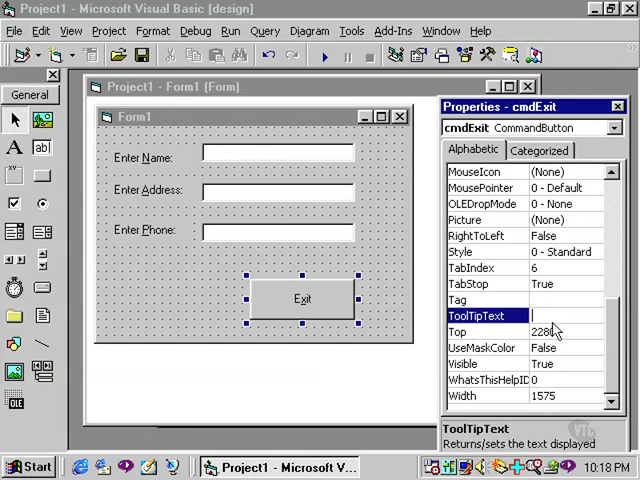 Project1 - Microsoft Visual Basic [design]
File Edit View Project Format Debug Run Query Diagram Tools Add-Ins Window Help
Project1 - Form1 (Form)
General
Form1
Enter Name:
Enter Address:
Enter Phone:
Exit
Properties - cmdExit
cmdExit CommandButton
Alphabetic Categorized
MouseIcon (None)
MousePointer 0 - Default
OLEDropMode 0 - None
Picture (None)
RightToLeft False
Style 0 - Standard
TabIndex 6
TabStop True
Tag
ToolTipText
Top 2280
UseMaskColor False
Visible True
WhatsThisHelpID 0
Width 1575
ToolTipText
Returns/sets the text displayed
VTC
Start Project1 - Microsoft V... 10:18 PM
A ab|
xy
OLE